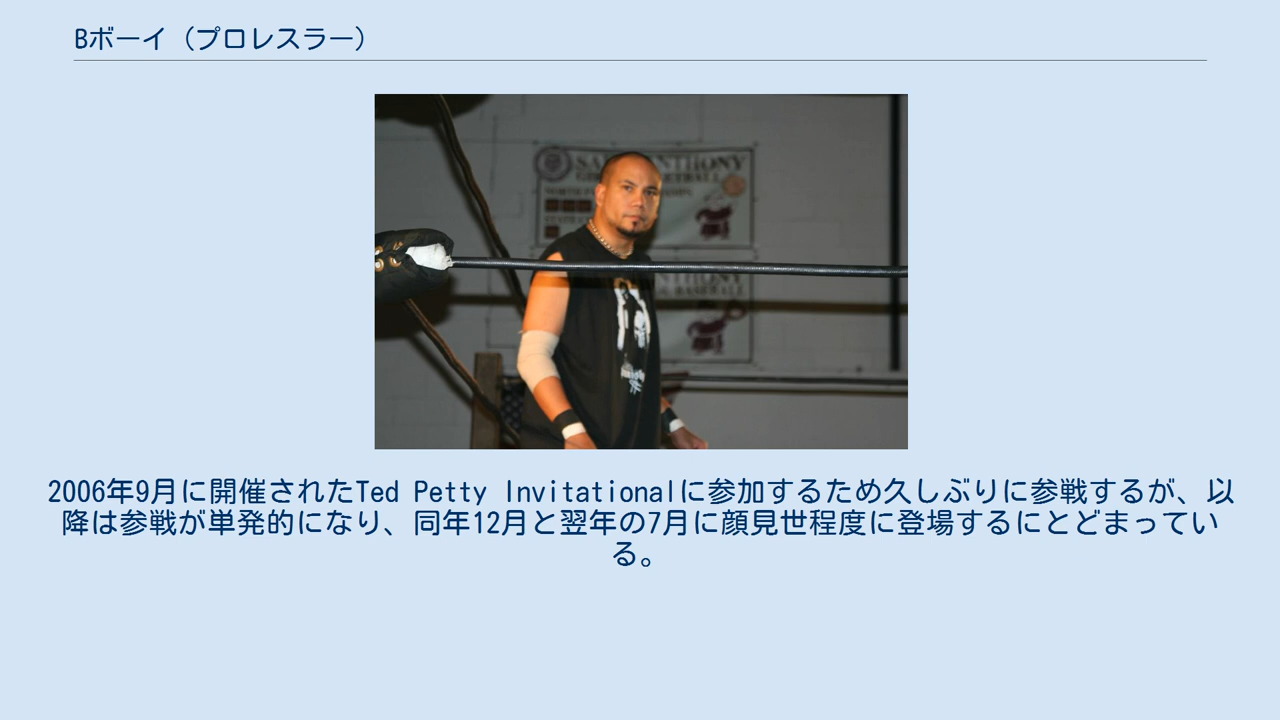 Bボーイ（プロレスラー）
2006年9月に開催されたTed Petty Invitationalに参加するため久しぶりに参戦するが、以
降は参戦が単発的になり、同年12月と翌年の7月に顔見世程度に登場するにとどまってい
る。